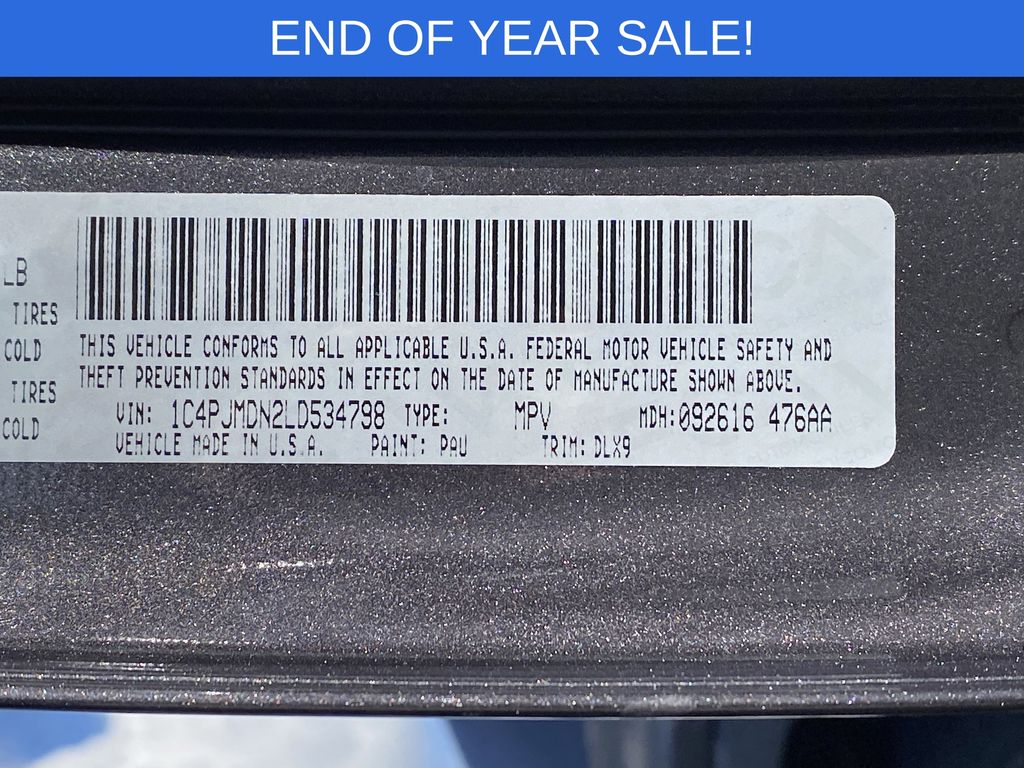 END OF YEAR SALE!
LB
TIRES
COLD
TIRES
COLD
THIS VEHICLE CONFORMS TO ALL APPLICABLE U.S.A. FEDERAL MOTOR VEHICLE SAFETY AND
THEFT PREVENTION STANDARDS IN EFFECT ON THE DATE OF MANUFACTURE SHOWN ABOVE.
VIN: 1C4PJMDN2LD534798 TYPE: MPV MDH:092616 476AA
VEHICLE MADE IN U.S.A. PAINT: PAU TRIM: DLX9